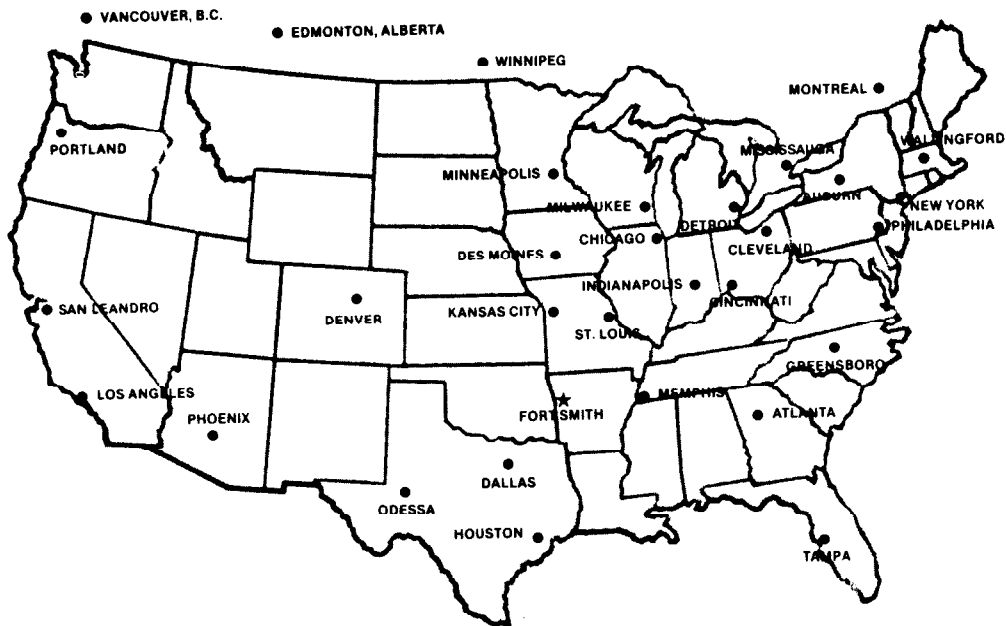 VANCOUVER, B.C.
EDMONTON, ALBERTA
WINNIPEG
MONTREAL
WALLINGFORD
PORTLAND
MISSISSAUGA
MINNEAPOLIS
AUBURN
MILWAUKEE
NEW YORK
DETROIT
PHILADELPHIA
CHICAGO
CLEVELAND
DES MOINES
INDIANAPOLIS
CINCINNATI
SAN LEANDRO
DENVER
KANSAS CITY
ST. LOUIS
GREENSBORO
LOS ANGELES
MEMPHIS
FORT SMITH
ATLANTA
PHOENIX
DALLAS
ODESSA
HOUSTON
TAMPA